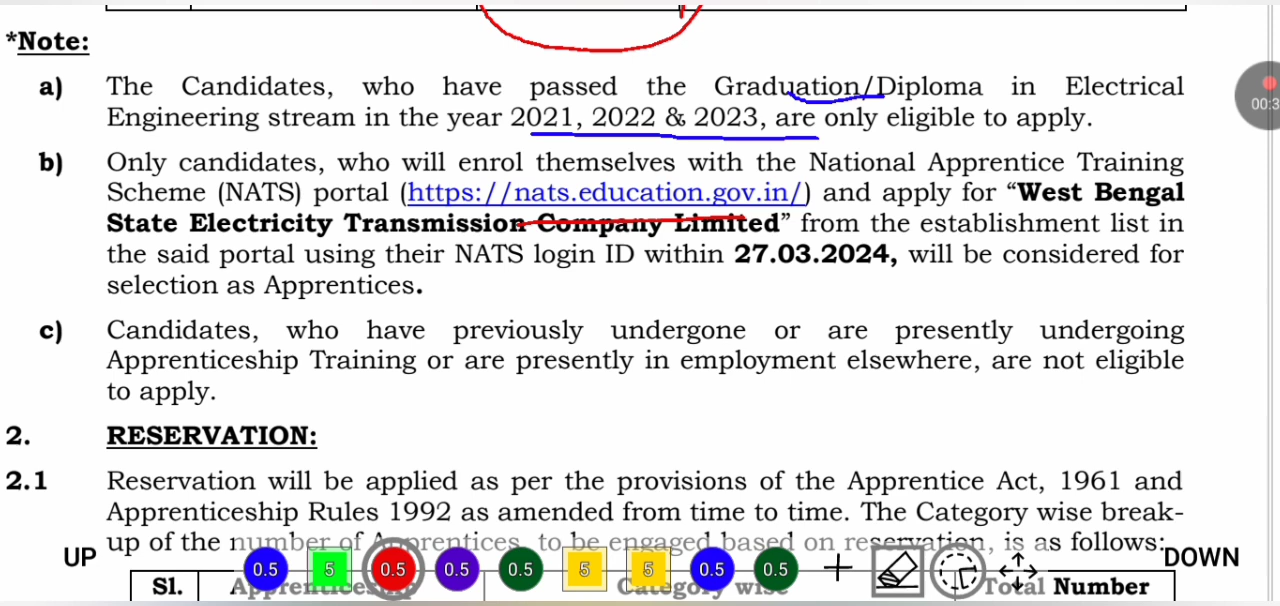 *Note:
a) The Candidates, who have passed the Graduation/Diploma in Electrical
Engineering stream in the year 2021, 2022 & 2023, are only eligible to apply.
00:3
b) Only candidates, who will enrol themselves with the National Apprentice Training
Scheme (NATS) portal (https://nats.education.gov.in/) and apply for “West Bengal
State Electricity Transmission Company Limited” from the establishment list in
the said portal using their NATS login ID within 27.03.2024, will be considered for
selection as Apprentices.
c) Candidates, who have previously undergone or are presently undergoing
Apprenticeship Training or are presently in employment elsewhere, are not eligible
to apply.
2. RESERVATION:
2.1 Reservation will be applied as per the provisions of the Apprentice Act, 1961 and
Apprenticeship Rules 1992 as amended from time to time. The Category wise break-
up of the number of Apprentices, to be engaged based on reservation, is as follows:
UP 0.5 5 0.5 0.5 0.5 5 5 0.5 0.5 DOWN
Sl. Apprenticeship Category wise Total Number